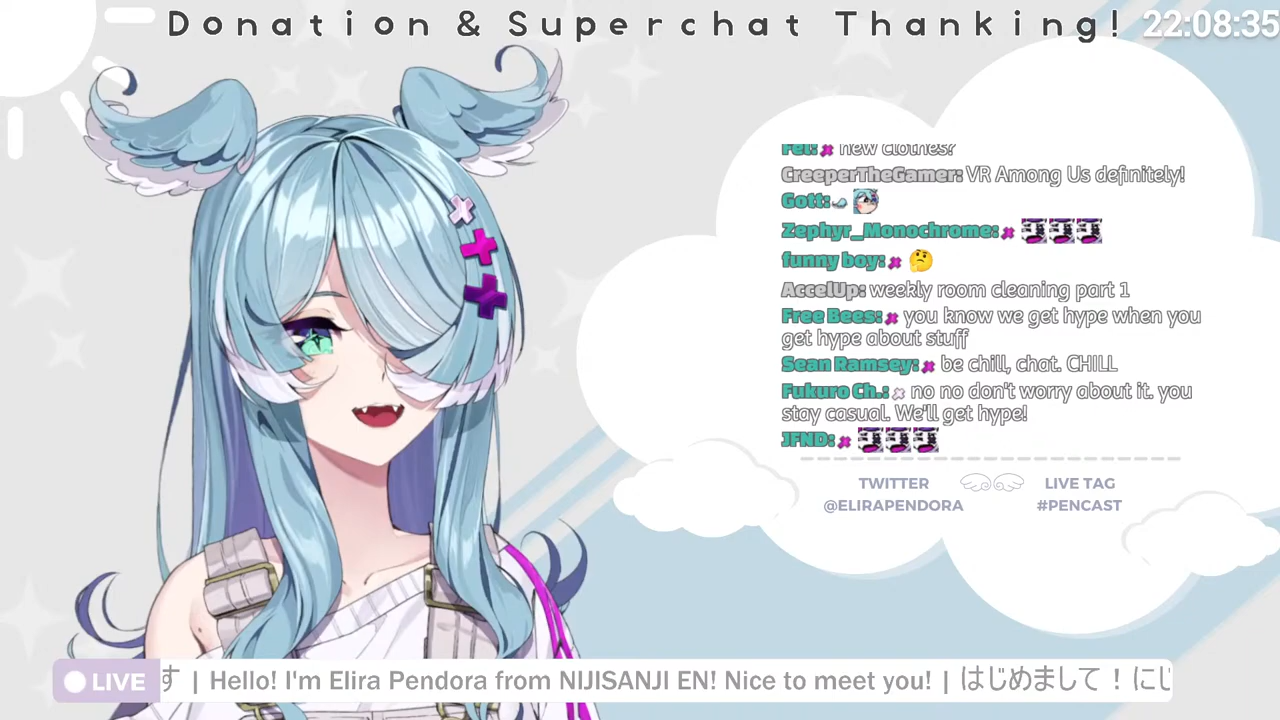 Donation & Superchat Thanking!
22:08:35
Fei: new clothes?
CreeperTheGamer: VR Among Us definitely!
Gott:
Zephyr_Monochrome:
funny boy:
AccelUp: weekly room cleaning part 1
Free Bees: you know we get hype when you
get hype about stuff
Sean Ramsey: be chill, chat. CHILL
Fukuro Ch.: no no don't worry about it. you
stay casual. We'll get hype!
JFND:
TWITTER
@ELIRAPENDORA
LIVE TAG
#PENCAST
LIVE
す | Hello! I'm Elira Pendora from NIJISANJI EN! Nice to meet you! | はじめまして！にじ